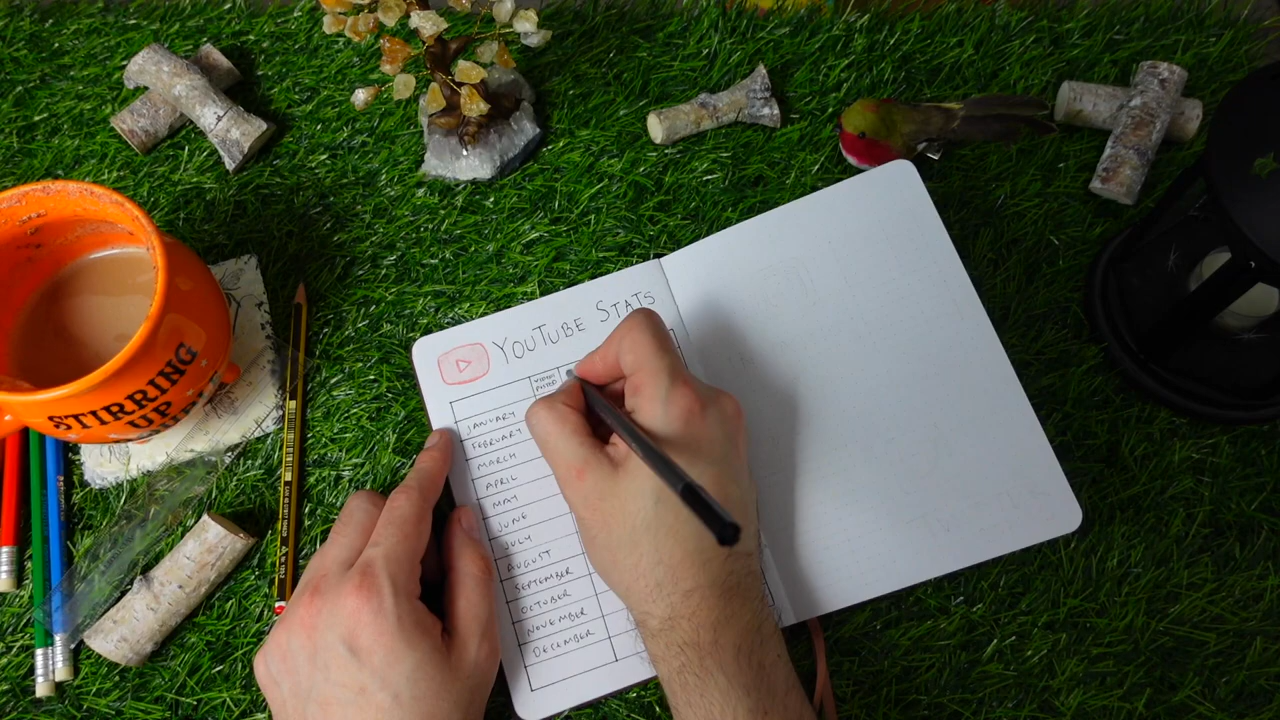 YOUTUBE STATS
VIDEOS
POSTED
JANUARY
FEBRUARY
MARCH
APRIL
MAY
JUNE
JULY
AUGUST
SEPTEMBER
OCTOBER
NOVEMBER
DECEMBER
STIRRING
UP